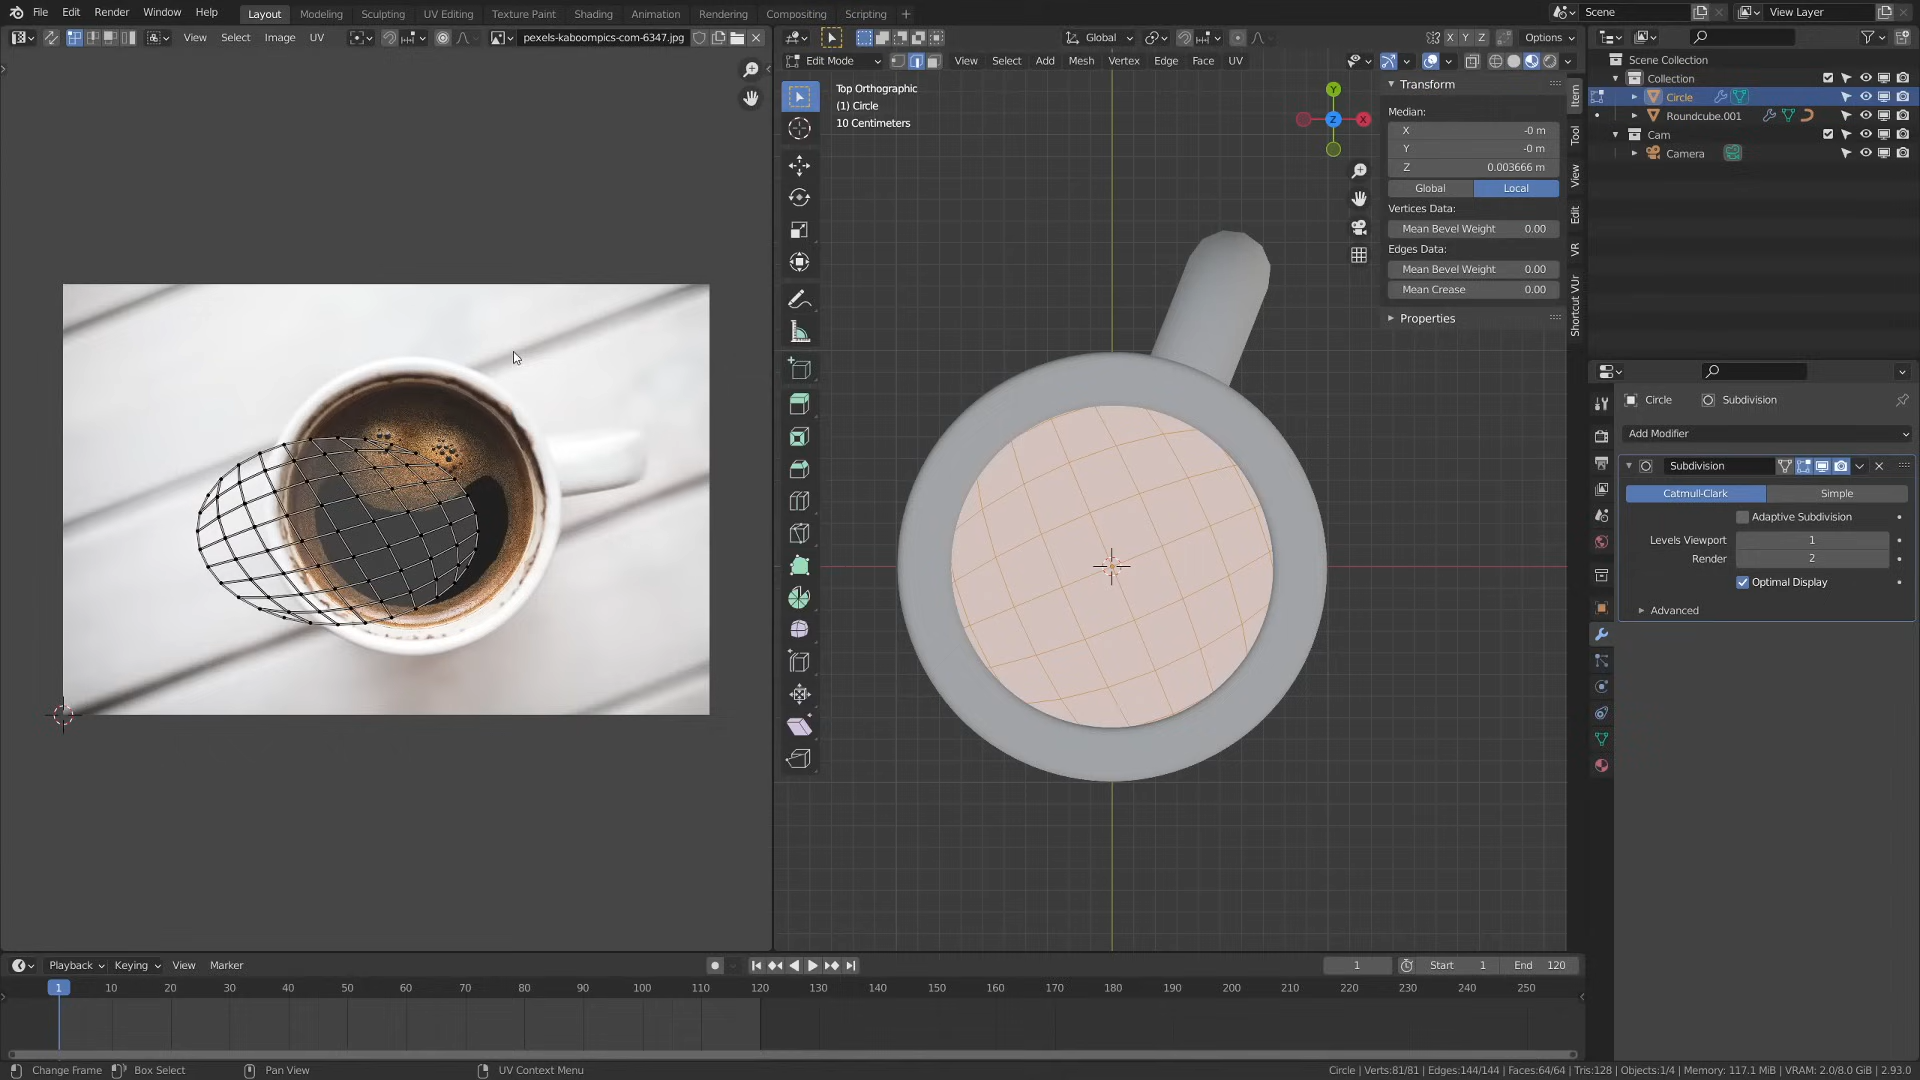 File Edit Render Window Help
Layout Modeling Sculpting UV Editing Texture Paint Shading Animation Rendering Compositing Scripting +
Scene
View Layer
View Select Image UV
pexels-kaboompics-com-6347.jpg
Global
X Y Z
Options
Edit Mode
View Select Add Mesh Vertex Edge Face UV
Top Orthographic
(1) Circle
10 Centimeters
Y
Z
X
Transform
Median:
X -0 m
Y -0 m
Z 0.003666 m
Global Local
Vertices Data:
Mean Bevel Weight 0.00
Edges Data:
Mean Bevel Weight 0.00
Mean Crease 0.00
Properties
Item
Tool
View
Edit
VR
Shortcut VUr
Scene Collection
Collection
Circle
Roundcube.001
Cam
Camera
Circle Subdivision
Add Modifier
Subdivision
Catmull-Clark Simple
Adaptive Subdivision
Levels Viewport 1
Render 2
Optimal Display
Advanced
Playback Keying View Marker
1
Start 1
End 120
1 10 20 30 40 50 60 70 80 90 100 110 120 130 140 150 160 170 180 190 200 210 220 230 240 250
Change Frame
Box Select
Pan View
UV Context Menu
Circle | Verts:81/81 | Edges:144/144 | Faces:64/64 | Tris:128 | Objects:1/4 | Memory: 117.1 MiB | VRAM: 2.0/8.0 GiB | 2.93.0